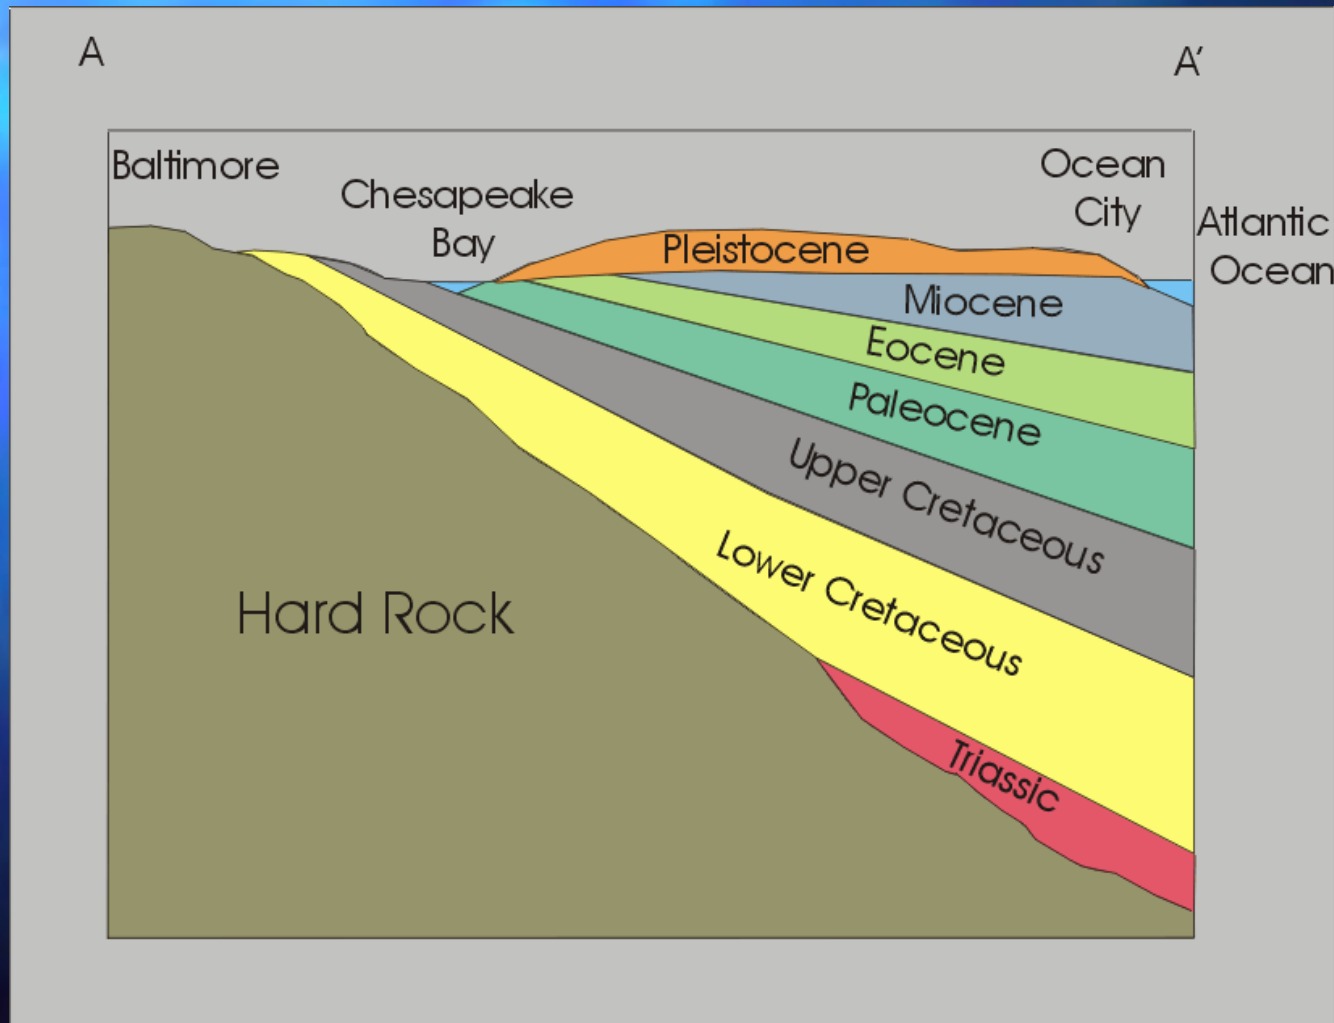 A
A'
Baltimore
Chesapeake
Bay
Ocean
City
Atlantic
Ocean
Pleistocene
Miocene
Eocene
Paleocene
Upper Cretaceous
Lower Cretaceous
Hard Rock
Triassic